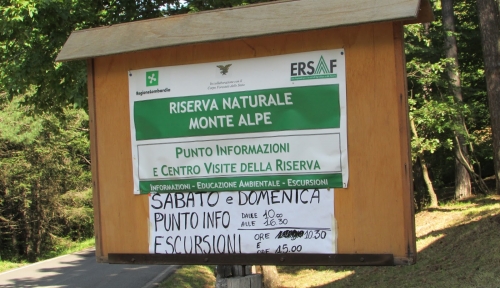 RegioneLombardia
ERSAF
RISERVA NATURALE
MONTE ALPE
PUNTO INFORMAZIONI
E CENTRO VISITE DELLA RISERVA
INFORMAZIONI - EDUCAZIONE AMBIENTALE - ESCURSIONI
SABATO e DOMENICA
PUNTO INFO DALLE 10.00
ALLE 16.30
ESCURSIONI ORE 10.30
E
ORE 15.00